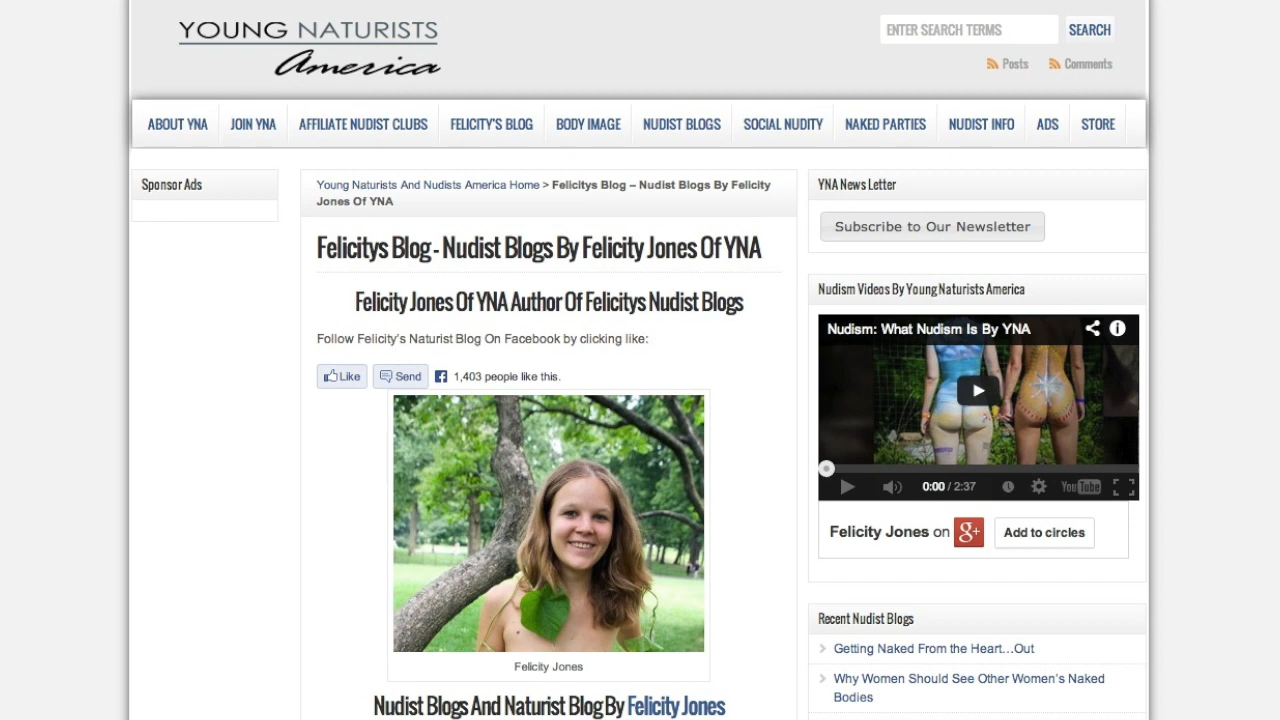 YOUNG NATURISTS
America
ENTER SEARCH TERMS
SEARCH
Posts
Comments
ABOUT YNA
JOIN YNA
AFFILIATE NUDIST CLUBS
FELICITY'S BLOG
BODY IMAGE
NUDIST BLOGS
SOCIAL NUDITY
NAKED PARTIES
NUDIST INFO
ADS
STORE
Sponsor Ads
Young Naturists And Nudists America Home > Felicitys Blog – Nudist Blogs By Felicity
Jones Of YNA
Felicitys Blog - Nudist Blogs By Felicity Jones Of YNA
Felicity Jones Of YNA Author Of Felicitys Nudist Blogs
Follow Felicity's Naturist Blog On Facebook by clicking like:
Like
Send
1,403 people like this.
Felicity Jones
Nudist Blogs And Naturist Blog By Felicity Jones
YNA News Letter
Subscribe to Our Newsletter
Nudism Videos By Young Naturists America
Nudism: What Nudism Is By YNA
0:00 / 2:37
YouTube
Felicity Jones on g+
Add to circles
Recent Nudist Blogs
Getting Naked From the Heart…Out
Why Women Should See Other Women's Naked
Bodies